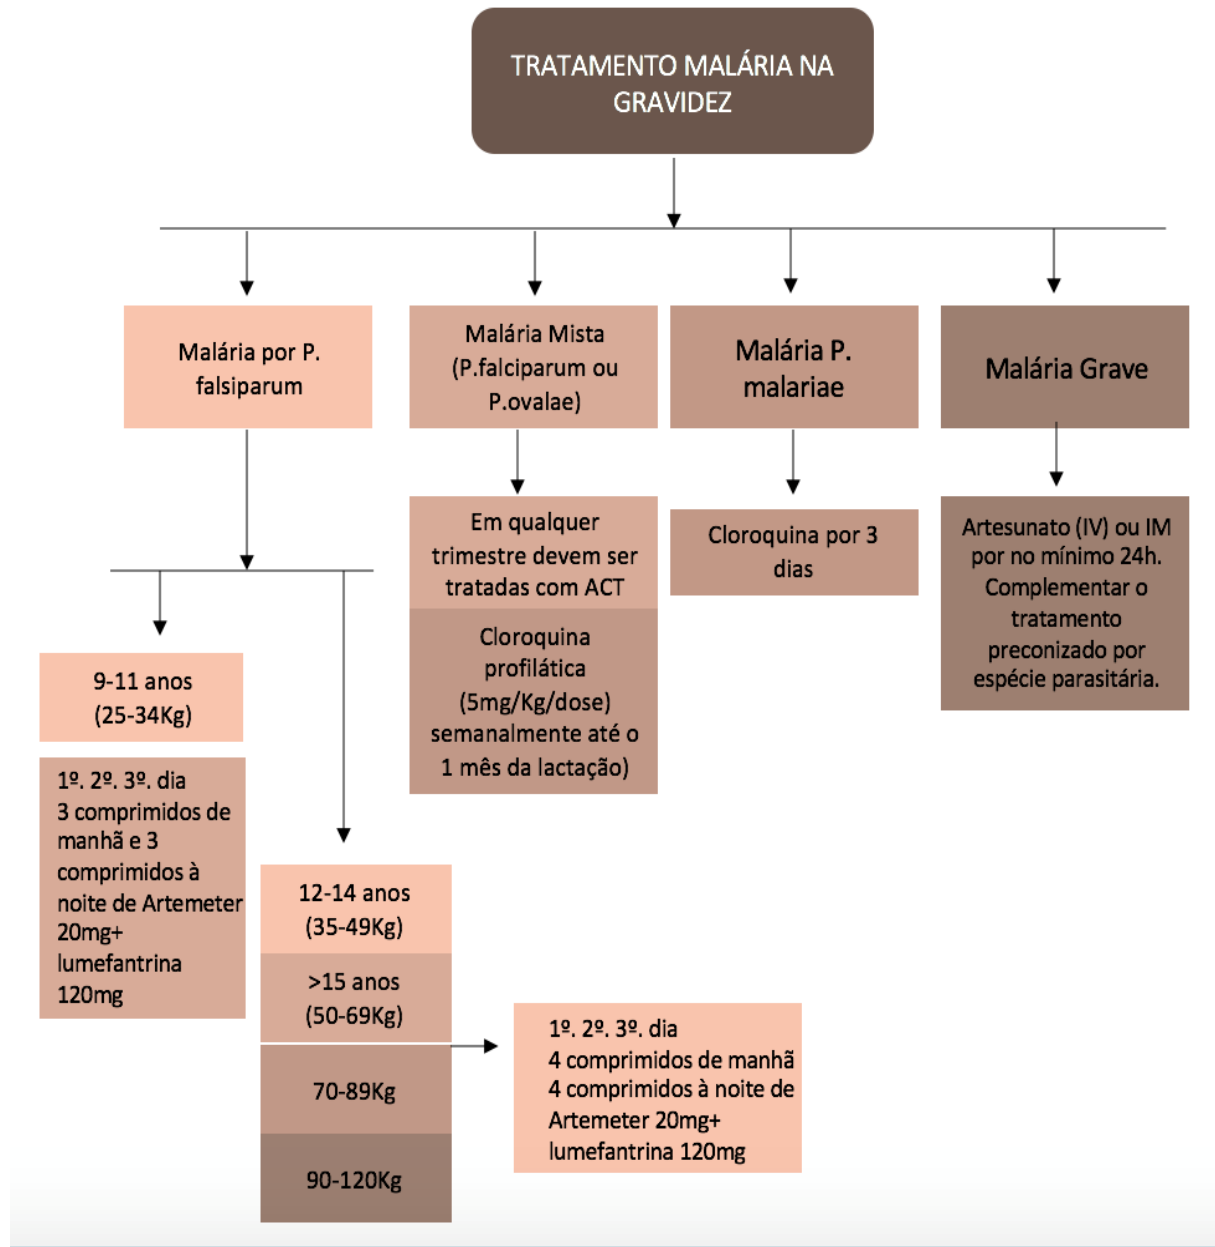 TRATAMENTO MALÁRIA NA
GRAVIDEZ
Malária por P.
falsiparum
Malária Mista
(P.falciparum ou
P.ovalae)
Malária P.
malariae
Malária Grave
Em qualquer
trimestre devem ser
tratadas com ACT
Cloroquina
profilática
(5mg/Kg/dose)
semanalmente até o
1 mês da lactação)
Cloroquina por 3
dias
Artesunato (IV) ou IM
por no mínimo 24h.
Complementar o
tratamento
preconizado por
espécie parasitária.
9-11 anos
(25-34Kg)
1º. 2º. 3º. dia
3 comprimidos de
manhã e 3
comprimidos à
noite de Artemeter
20mg+
lumefantrina
120mg
12-14 anos
(35-49Kg)
>15 anos
(50-69Kg)
70-89Kg
90-120Kg
1º. 2º. 3º. dia
4 comprimidos de manhã
4 comprimidos à noite de
Artemeter 20mg+
lumefantrina 120mg